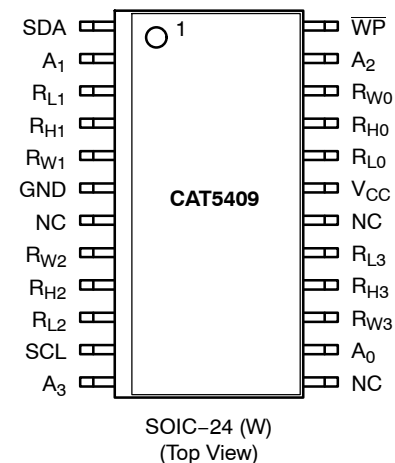 SDA 1 WP
A1 A2
RL1 RW0
RH1 RH0
RW1 RL0
GND VCC
CAT5409
NC NC
RW2 RL3
RH2 RH3
RL2 RW3
SCL A0
A3 NC
SOIC−24 (W)
(Top View)